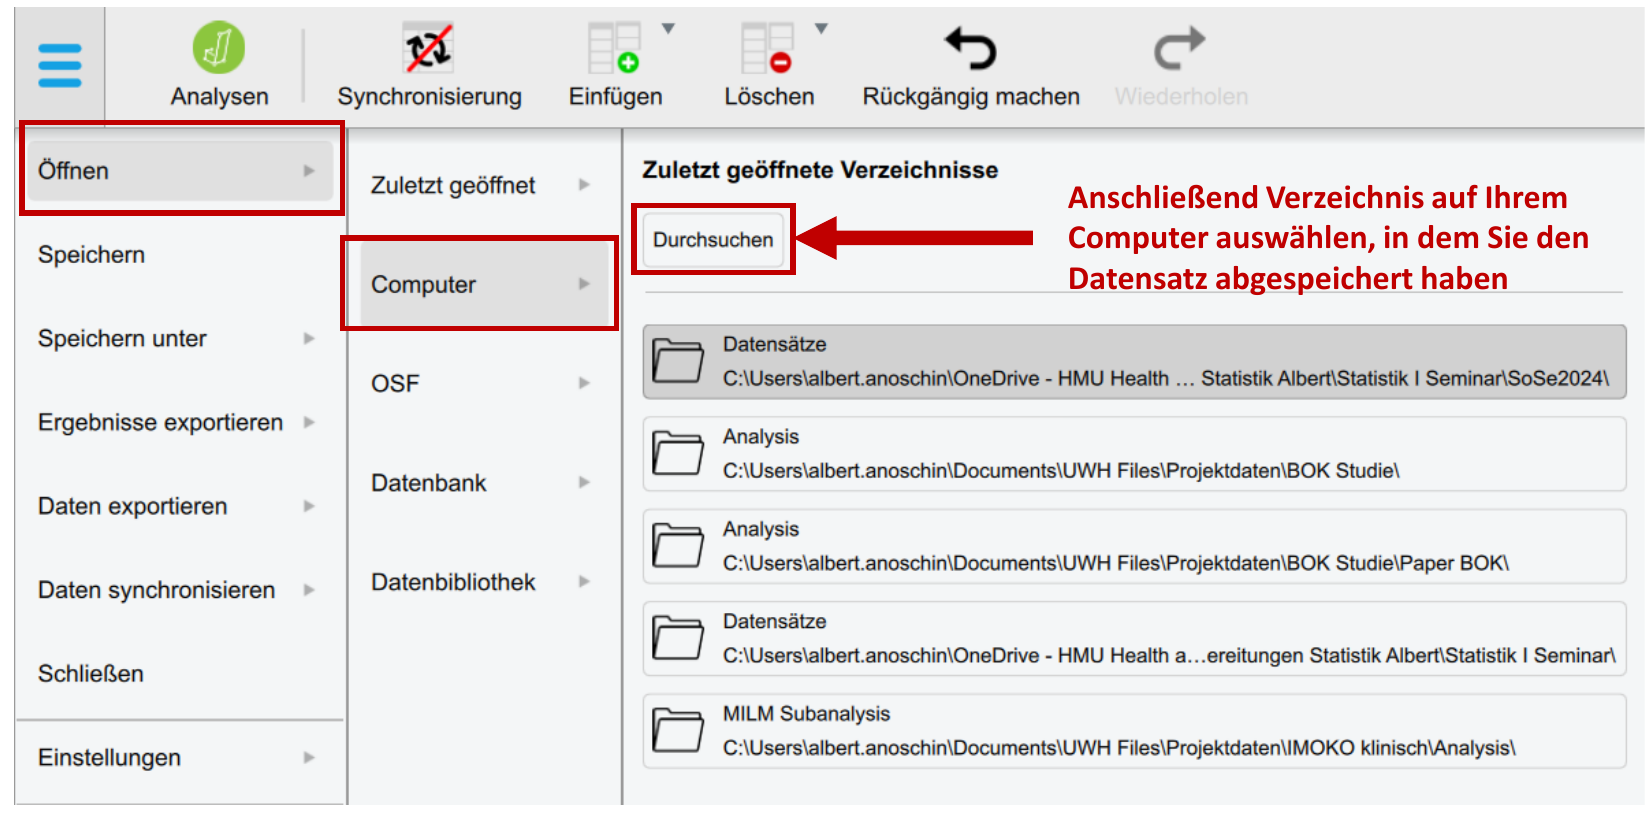 Analysen
Synchronisierung
Einfügen
Löschen
Rückgängig machen
Wiederholen
Öffnen
Speichern
Speichern unter
Ergebnisse exportieren
Daten exportieren
Daten synchronisieren
Schließen
Einstellungen
Zuletzt geöffnet
Computer
OSF
Datenbank
Datenbibliothek
Zuletzt geöffnete Verzeichnisse
Durchsuchen
Anschließend Verzeichnis auf Ihrem
Computer auswählen, in dem Sie den
Datensatz abgespeichert haben
Datensätze
C:\Users\albert.anoschin\OneDrive - HMU Health … Statistik Albert\Statistik I Seminar\SoSe2024\
Analysis
C:\Users\albert.anoschin\Documents\UWH Files\Projektdaten\BOK Studie\
Analysis
C:\Users\albert.anoschin\Documents\UWH Files\Projektdaten\BOK Studie\Paper BOK\
Datensätze
C:\Users\albert.anoschin\OneDrive - HMU Health a…ereitungen Statistik Albert\Statistik I Seminar\
MILM Subanalysis
C:\Users\albert.anoschin\Documents\UWH Files\Projektdaten\IMOKO klinisch\Analysis\